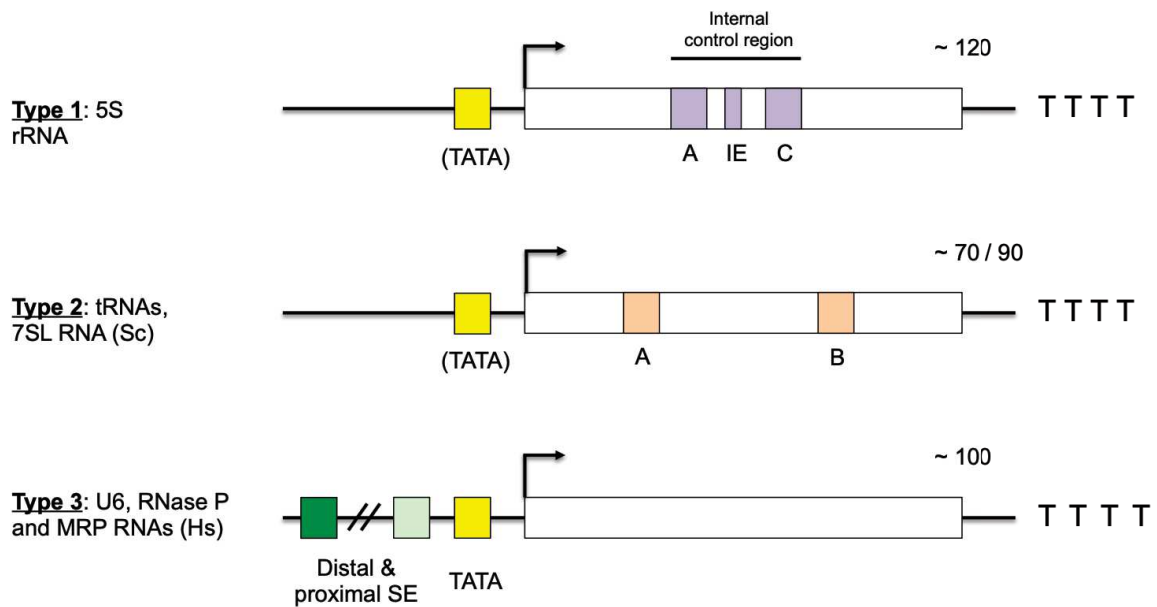 Internal
control region
~ 120
Type 1: 5S
rRNA
(TATA)
A
IE
C
T T T T
~ 70 / 90
Type 2: tRNAs,
7SL RNA (Sc)
(TATA)
A
B
T T T T
~ 100
Type 3: U6, RNase P
and MRP RNAs (Hs)
Distal &
proximal SE
TATA
T T T T